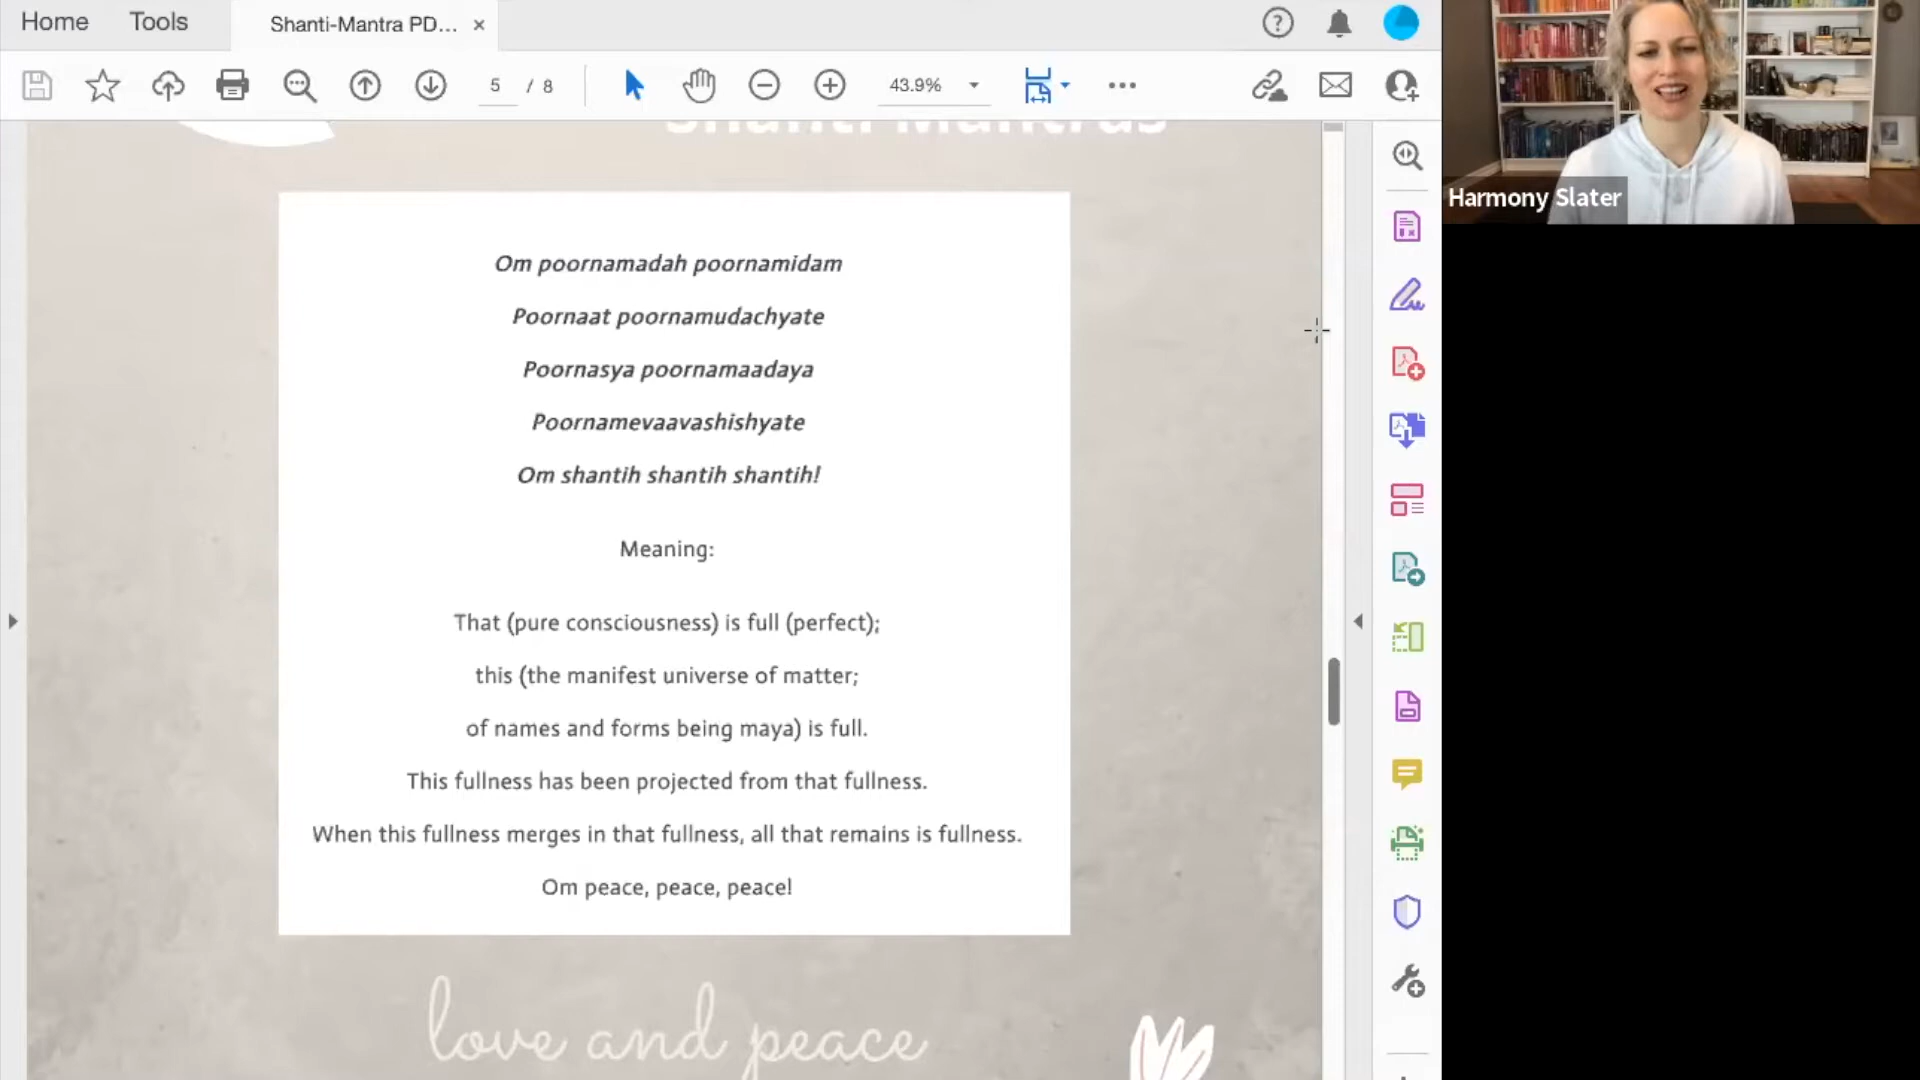 Home Tools Shanti-Mantra PD... ×
5 / 8 43.9%
Shanti Mantras
Harmony Slater
Om poornamadah poornamidam
Poornaat poornamudachyate
Poornasya poornamaadaya
Poornamevaavashishyate
Om shantih shantih shantih!
Meaning:
That (pure consciousness) is full (perfect);
this (the manifest universe of matter;
of names and forms being maya) is full.
This fullness has been projected from that fullness.
When this fullness merges in that fullness, all that remains is fullness.
Om peace, peace, peace!
love and peace